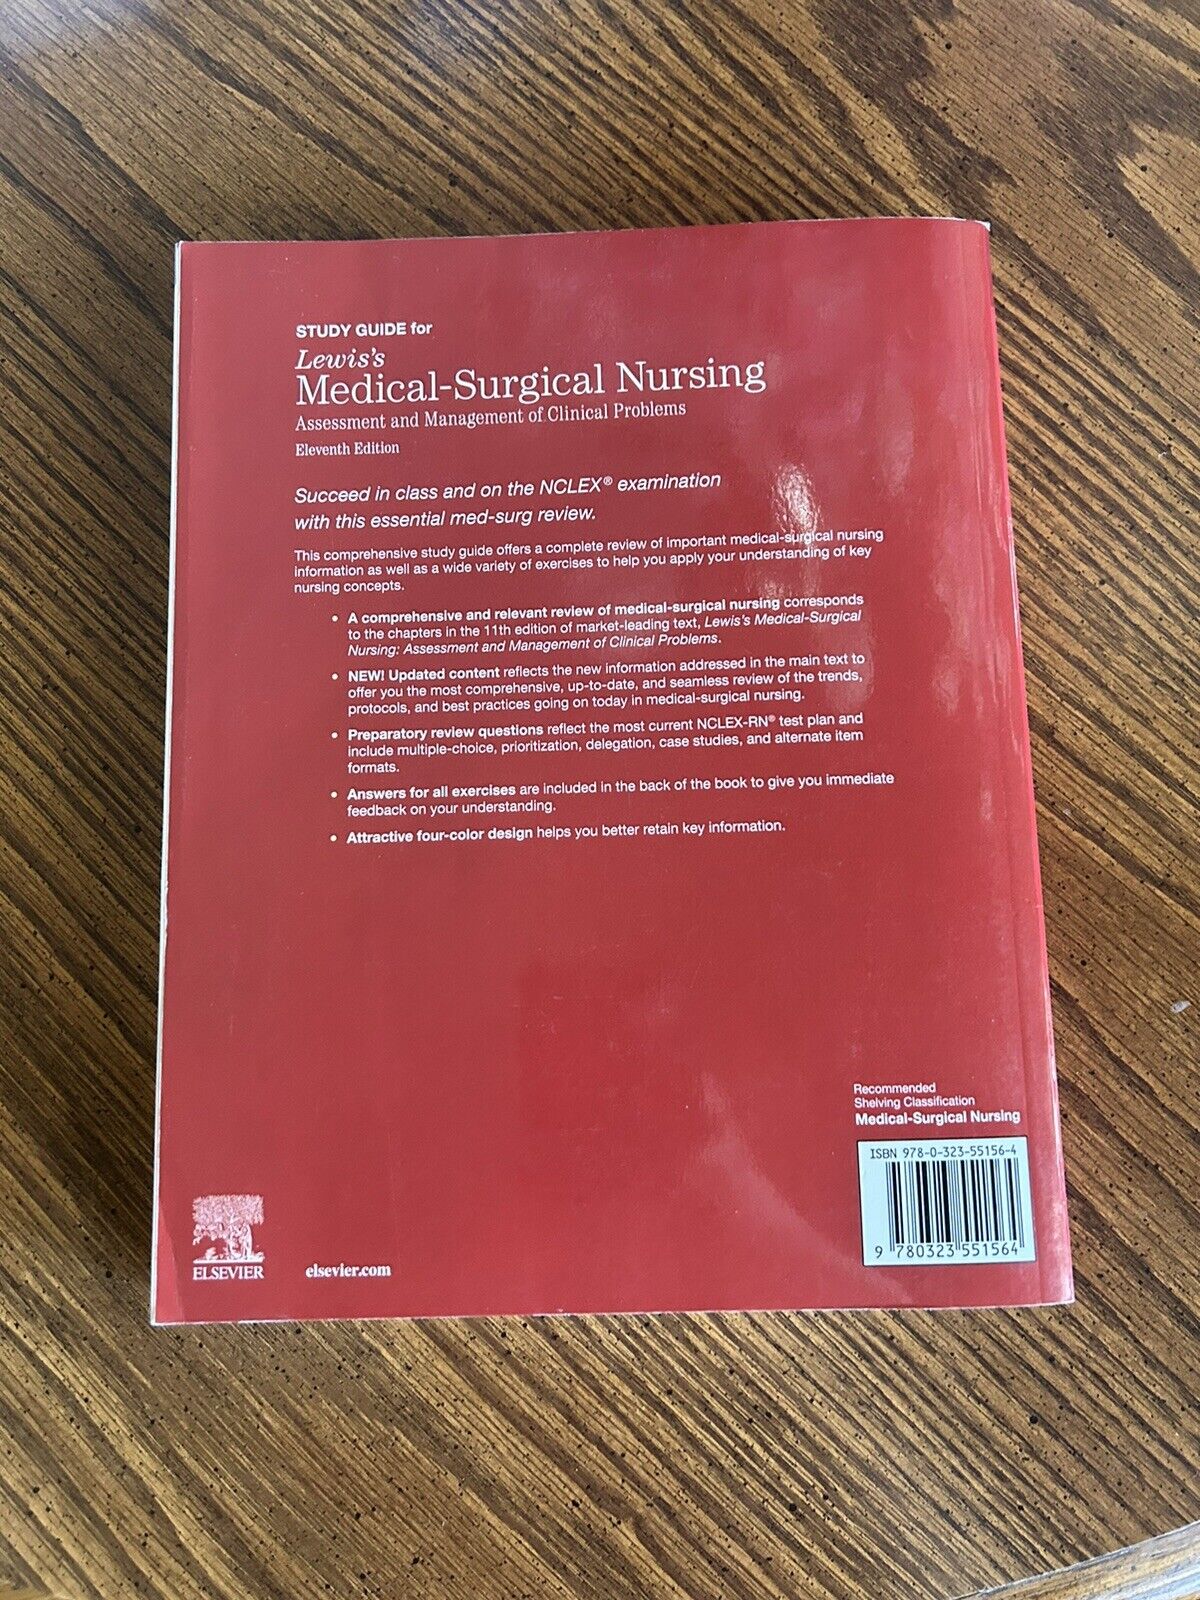 STUDY GUIDE for
Lewis's
Medical-Surgical Nursing
Assessment and Management of Clinical Problems
Eleventh Edition
Succeed in class and on the NCLEX® examination
with this essential med-surg review.
This comprehensive study guide offers a complete review of important medical-surgical nursing
information as well as a wide variety of exercises to help you apply your understanding of key
nursing concepts.
• A comprehensive and relevant review of medical-surgical nursing corresponds
to the chapters in the 11th edition of market-leading text, Lewis's Medical-Surgical
Nursing: Assessment and Management of Clinical Problems.
• NEW! Updated content reflects the new information addressed in the main text to
offer you the most comprehensive, up-to-date, and seamless review of the trends,
protocols, and best practices going on today in medical-surgical nursing.
• Preparatory review questions reflect the most current NCLEX-RN® test plan and
include multiple-choice, prioritization, delegation, case studies, and alternate item
formats.
• Answers for all exercises are included in the back of the book to give you immediate
feedback on your understanding.
• Attractive four-color design helps you better retain key information.
Recommended
Shelving Classification
Medical-Surgical Nursing
ISBN 978-0-323-55156-4
9 780323 551564
ELSEVIER
elsevier.com